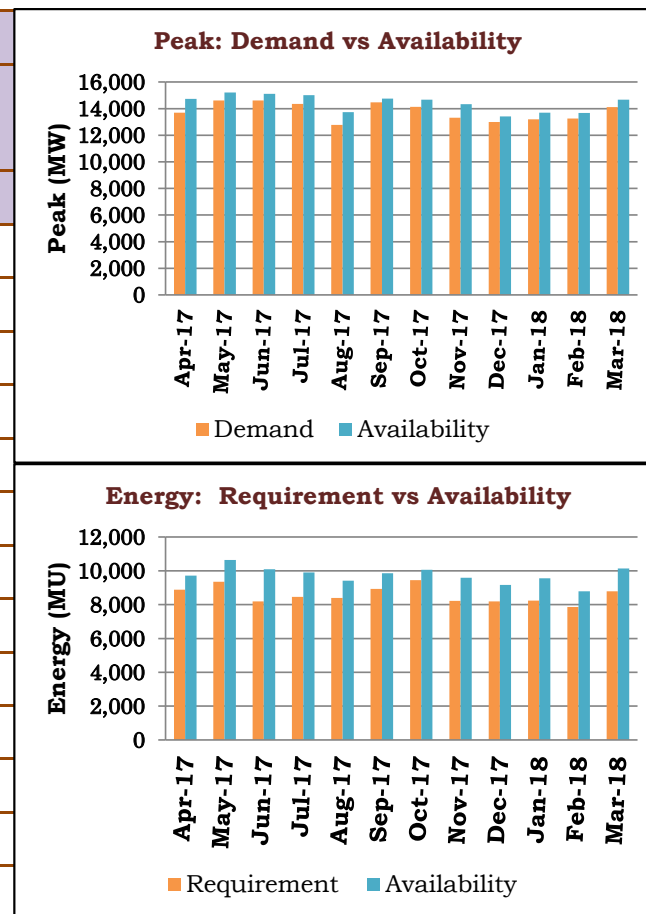 Peak: Demand vs Availability
Peak (MW)
16,000
14,000
12,000
10,000
8,000
6,000
4,000
2,000
0
Apr-17
May-17
Jun-17
Jul-17
Aug-17
Sep-17
Oct-17
Nov-17
Dec-17
Jan-18
Feb-18
Mar-18
Demand Availability
Energy: Requirement vs Availability
Energy (MU)
12,000
10,000
8,000
6,000
4,000
2,000
0
Apr-17
May-17
Jun-17
Jul-17
Aug-17
Sep-17
Oct-17
Nov-17
Dec-17
Jan-18
Feb-18
Mar-18
Requirement Availability